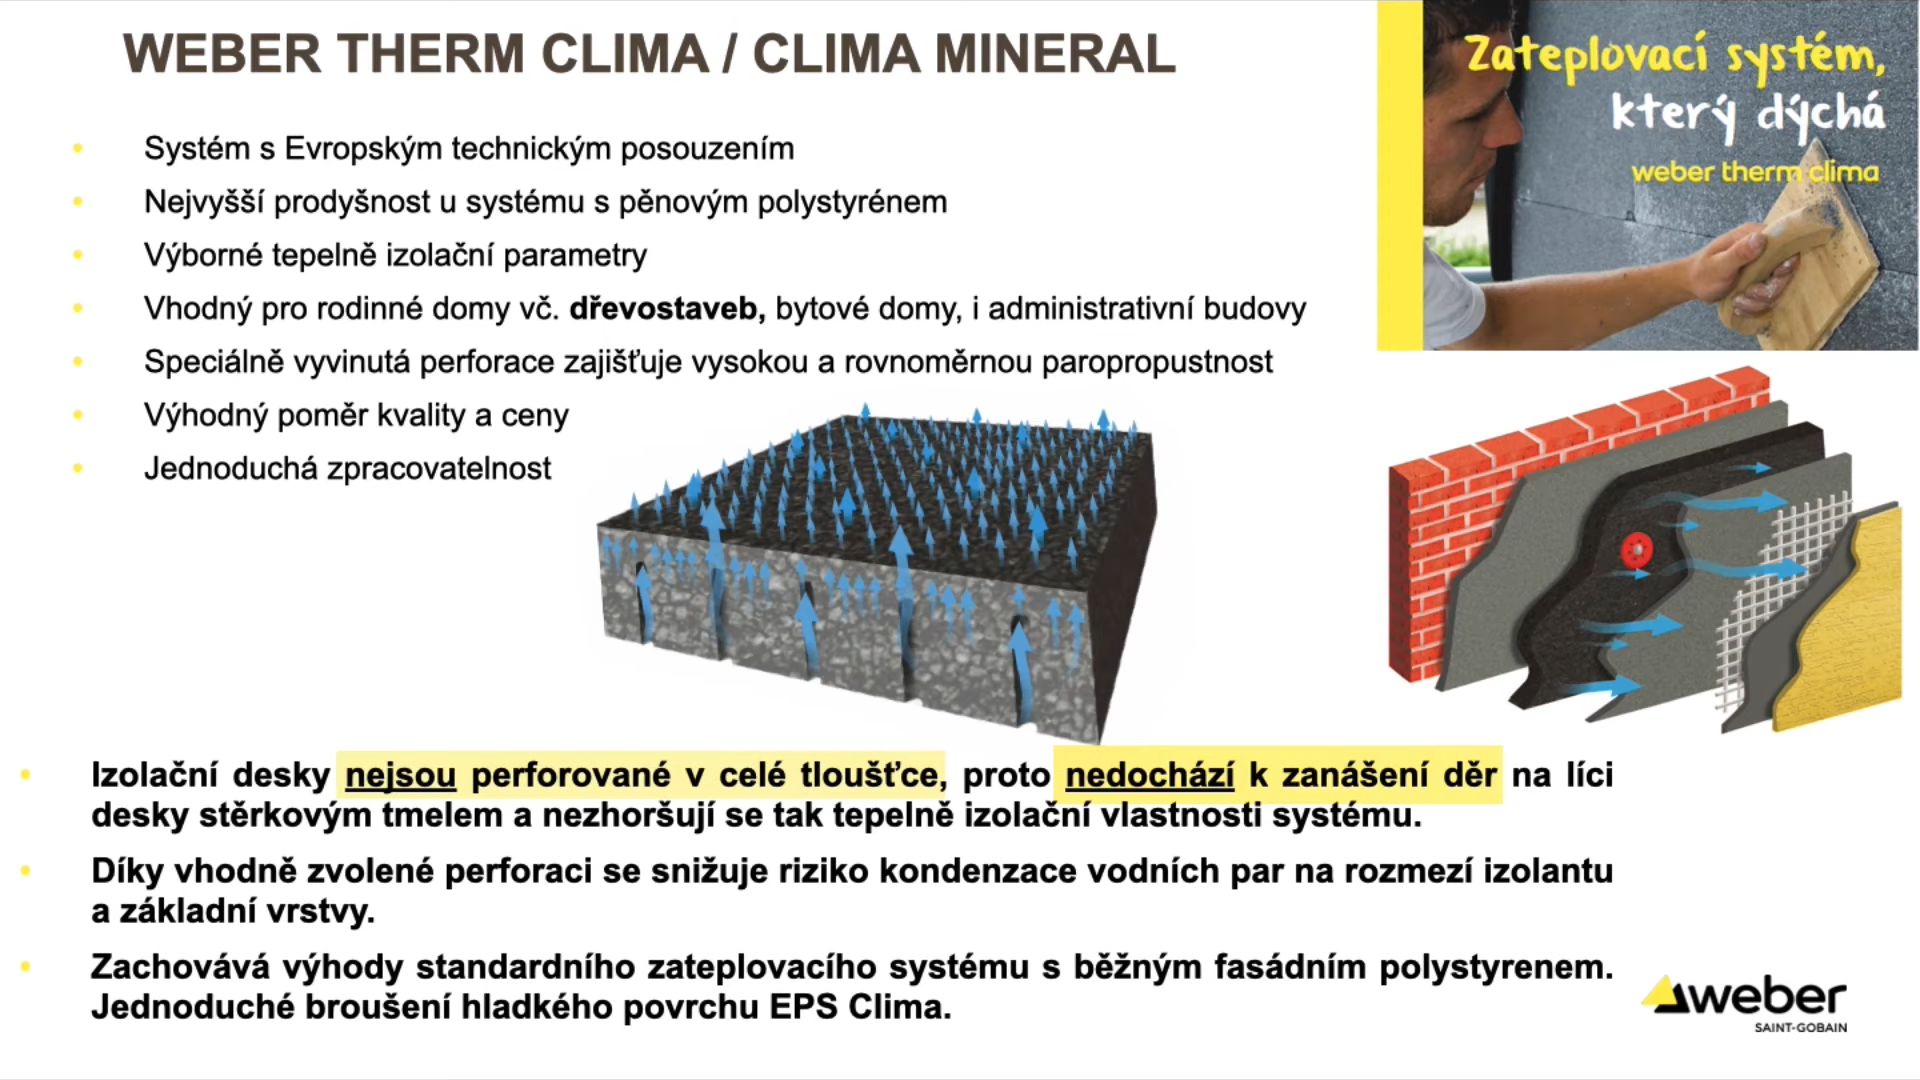 WEBER THERM CLIMA / CLIMA MINERAL
Zateplovací systém,
který dýchá
weber therm clima
Systém s Evropským technickým posouzením
Nejvyšší prodyšnost u systému s pěnovým polystyrénem
Výborné tepelně izolační parametry
Vhodný pro rodinné domy vč. dřevostaveb, bytové domy, i administrativní budovy
Speciálně vyvinutá perforace zajišťuje vysokou a rovnoměrnou paropropustnost
Výhodný poměr kvality a ceny
Jednoduchá zpracovatelnost
Izolační desky nejsou perforované v celé tloušťce, proto nedochází k zanášení děr na líci
desky stěrkovým tmelem a nezhoršují se tak tepelně izolační vlastnosti systému.
Díky vhodně zvolené perforaci se snižuje riziko kondenzace vodních par na rozmezí izolantu
a základní vrstvy.
Zachovává výhody standardního zateplovacího systému s běžným fasádním polystyrenem.
Jednoduché broušení hladkého povrchu EPS Clima.
weber
SAINT-GOBAIN